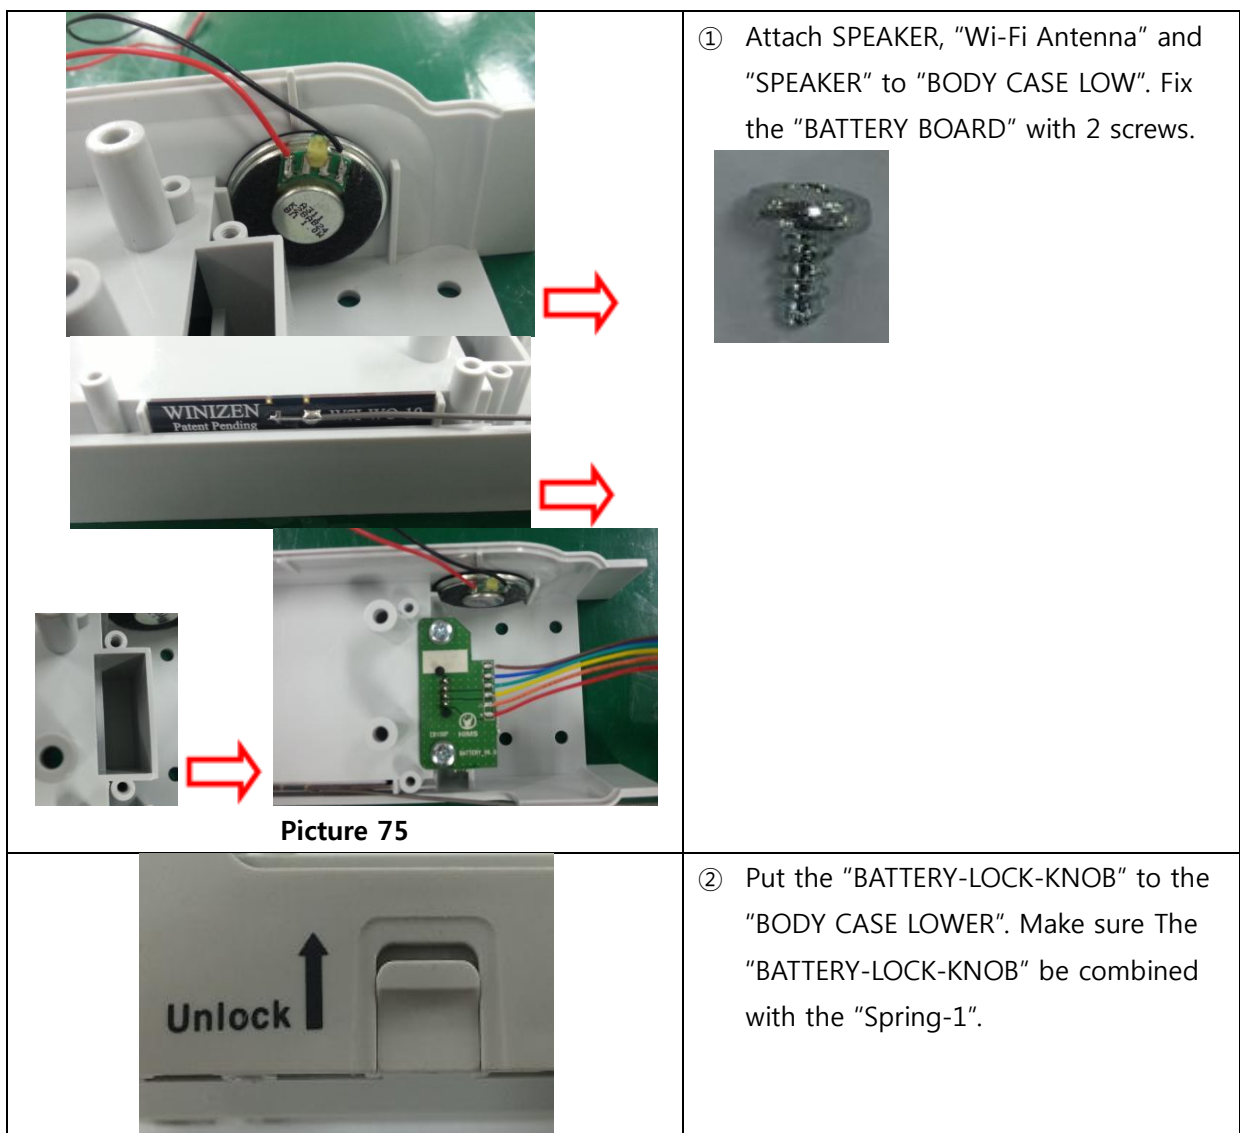 ① Attach SPEAKER, "Wi-Fi Antenna" and
"SPEAKER" to "BODY CASE LOW". Fix
the "BATTERY BOARD" with 2 screws.
A311
WINIZEN
Patent Pending
HIMS
Picture 75
② Put the "BATTERY-LOCK-KNOB" to the
"BODY CASE LOWER". Make sure The
"BATTERY-LOCK-KNOB" be combined
with the "Spring-1".
Unlock